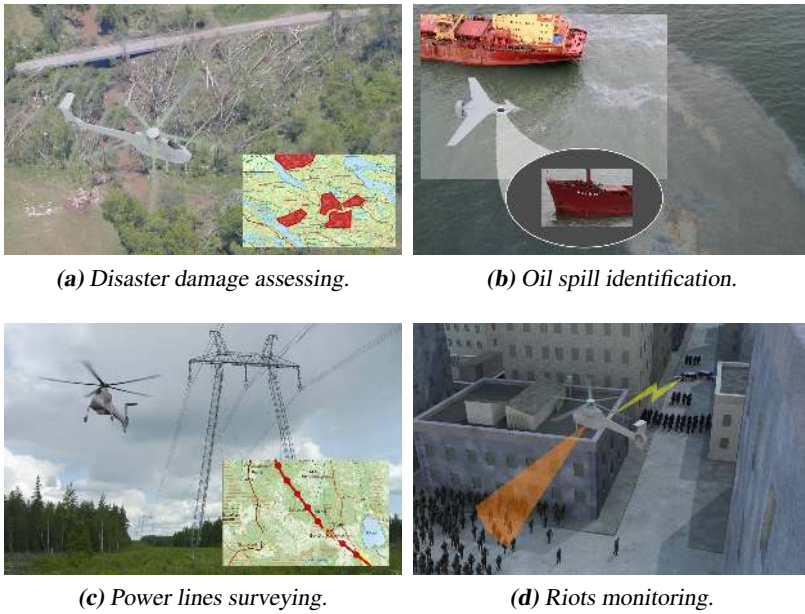 (a) Disaster damage assessing.
(b) Oil spill identification.
(c) Power lines surveying.
(d) Riots monitoring.